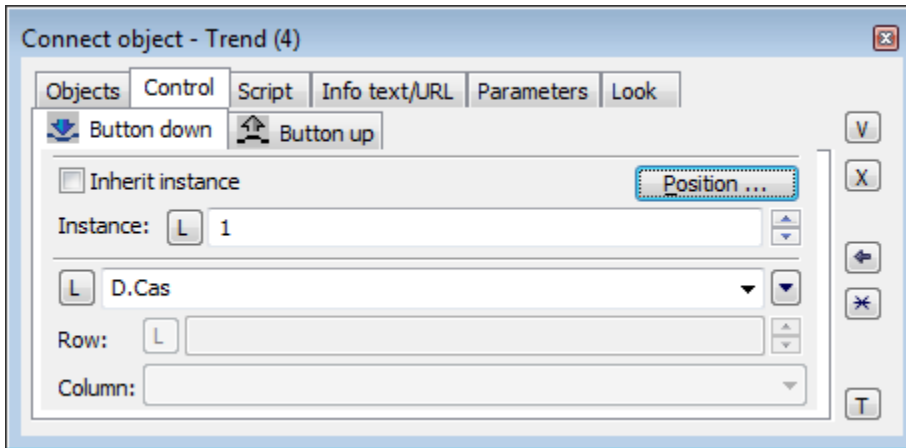 Connect object - Trend (4)
Objects Control Script Info text/URL Parameters Look
Button down Button up
V
Inherit instance Position ...
X
Instance: L 1
L D.Cas
Row: L
Column:
T